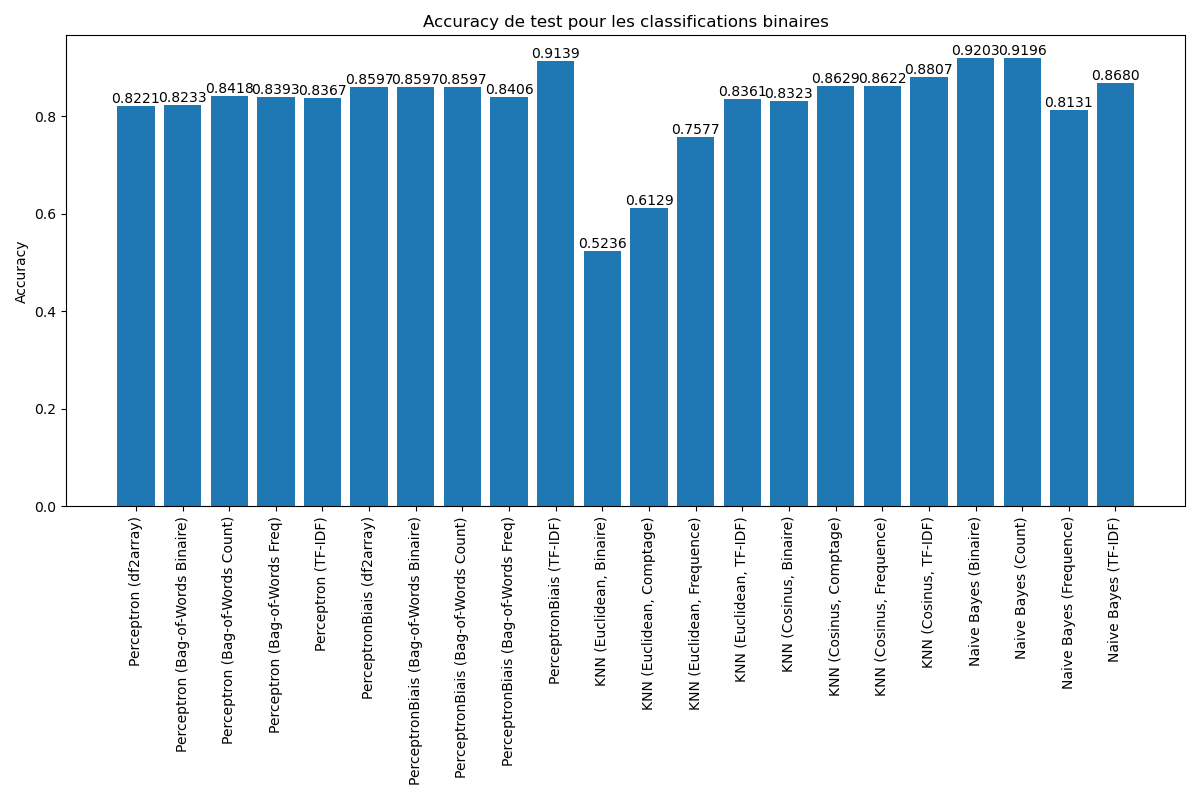 Accuracy de test pour les classifications binaires
Accuracy
0.8
0.6
0.4
0.2
0.0
0.8221
0.8233
0.8418
0.8393
0.8367
0.8597
0.8597
0.8597
0.8406
0.9139
0.5236
0.6129
0.7577
0.8361
0.8323
0.8629
0.8622
0.8807
0.9203
0.9196
0.8131
0.8680
Perceptron (df2array)
Perceptron (Bag-of-Words Binaire)
Perceptron (Bag-of-Words Count)
Perceptron (Bag-of-Words Freq)
Perceptron (TF-IDF)
PerceptronBiais (df2array)
PerceptronBiais (Bag-of-Words Binaire)
PerceptronBiais (Bag-of-Words Count)
PerceptronBiais (Bag-of-Words Freq)
PerceptronBiais (TF-IDF)
KNN (Euclidean, Binaire)
KNN (Euclidean, Comptage)
KNN (Euclidean, Frequence)
KNN (Euclidean, TF-IDF)
KNN (Cosinus, Binaire)
KNN (Cosinus, Comptage)
KNN (Cosinus, Frequence)
KNN (Cosinus, TF-IDF)
Naive Bayes (Binaire)
Naive Bayes (Count)
Naive Bayes (Frequence)
Naive Bayes (TF-IDF)